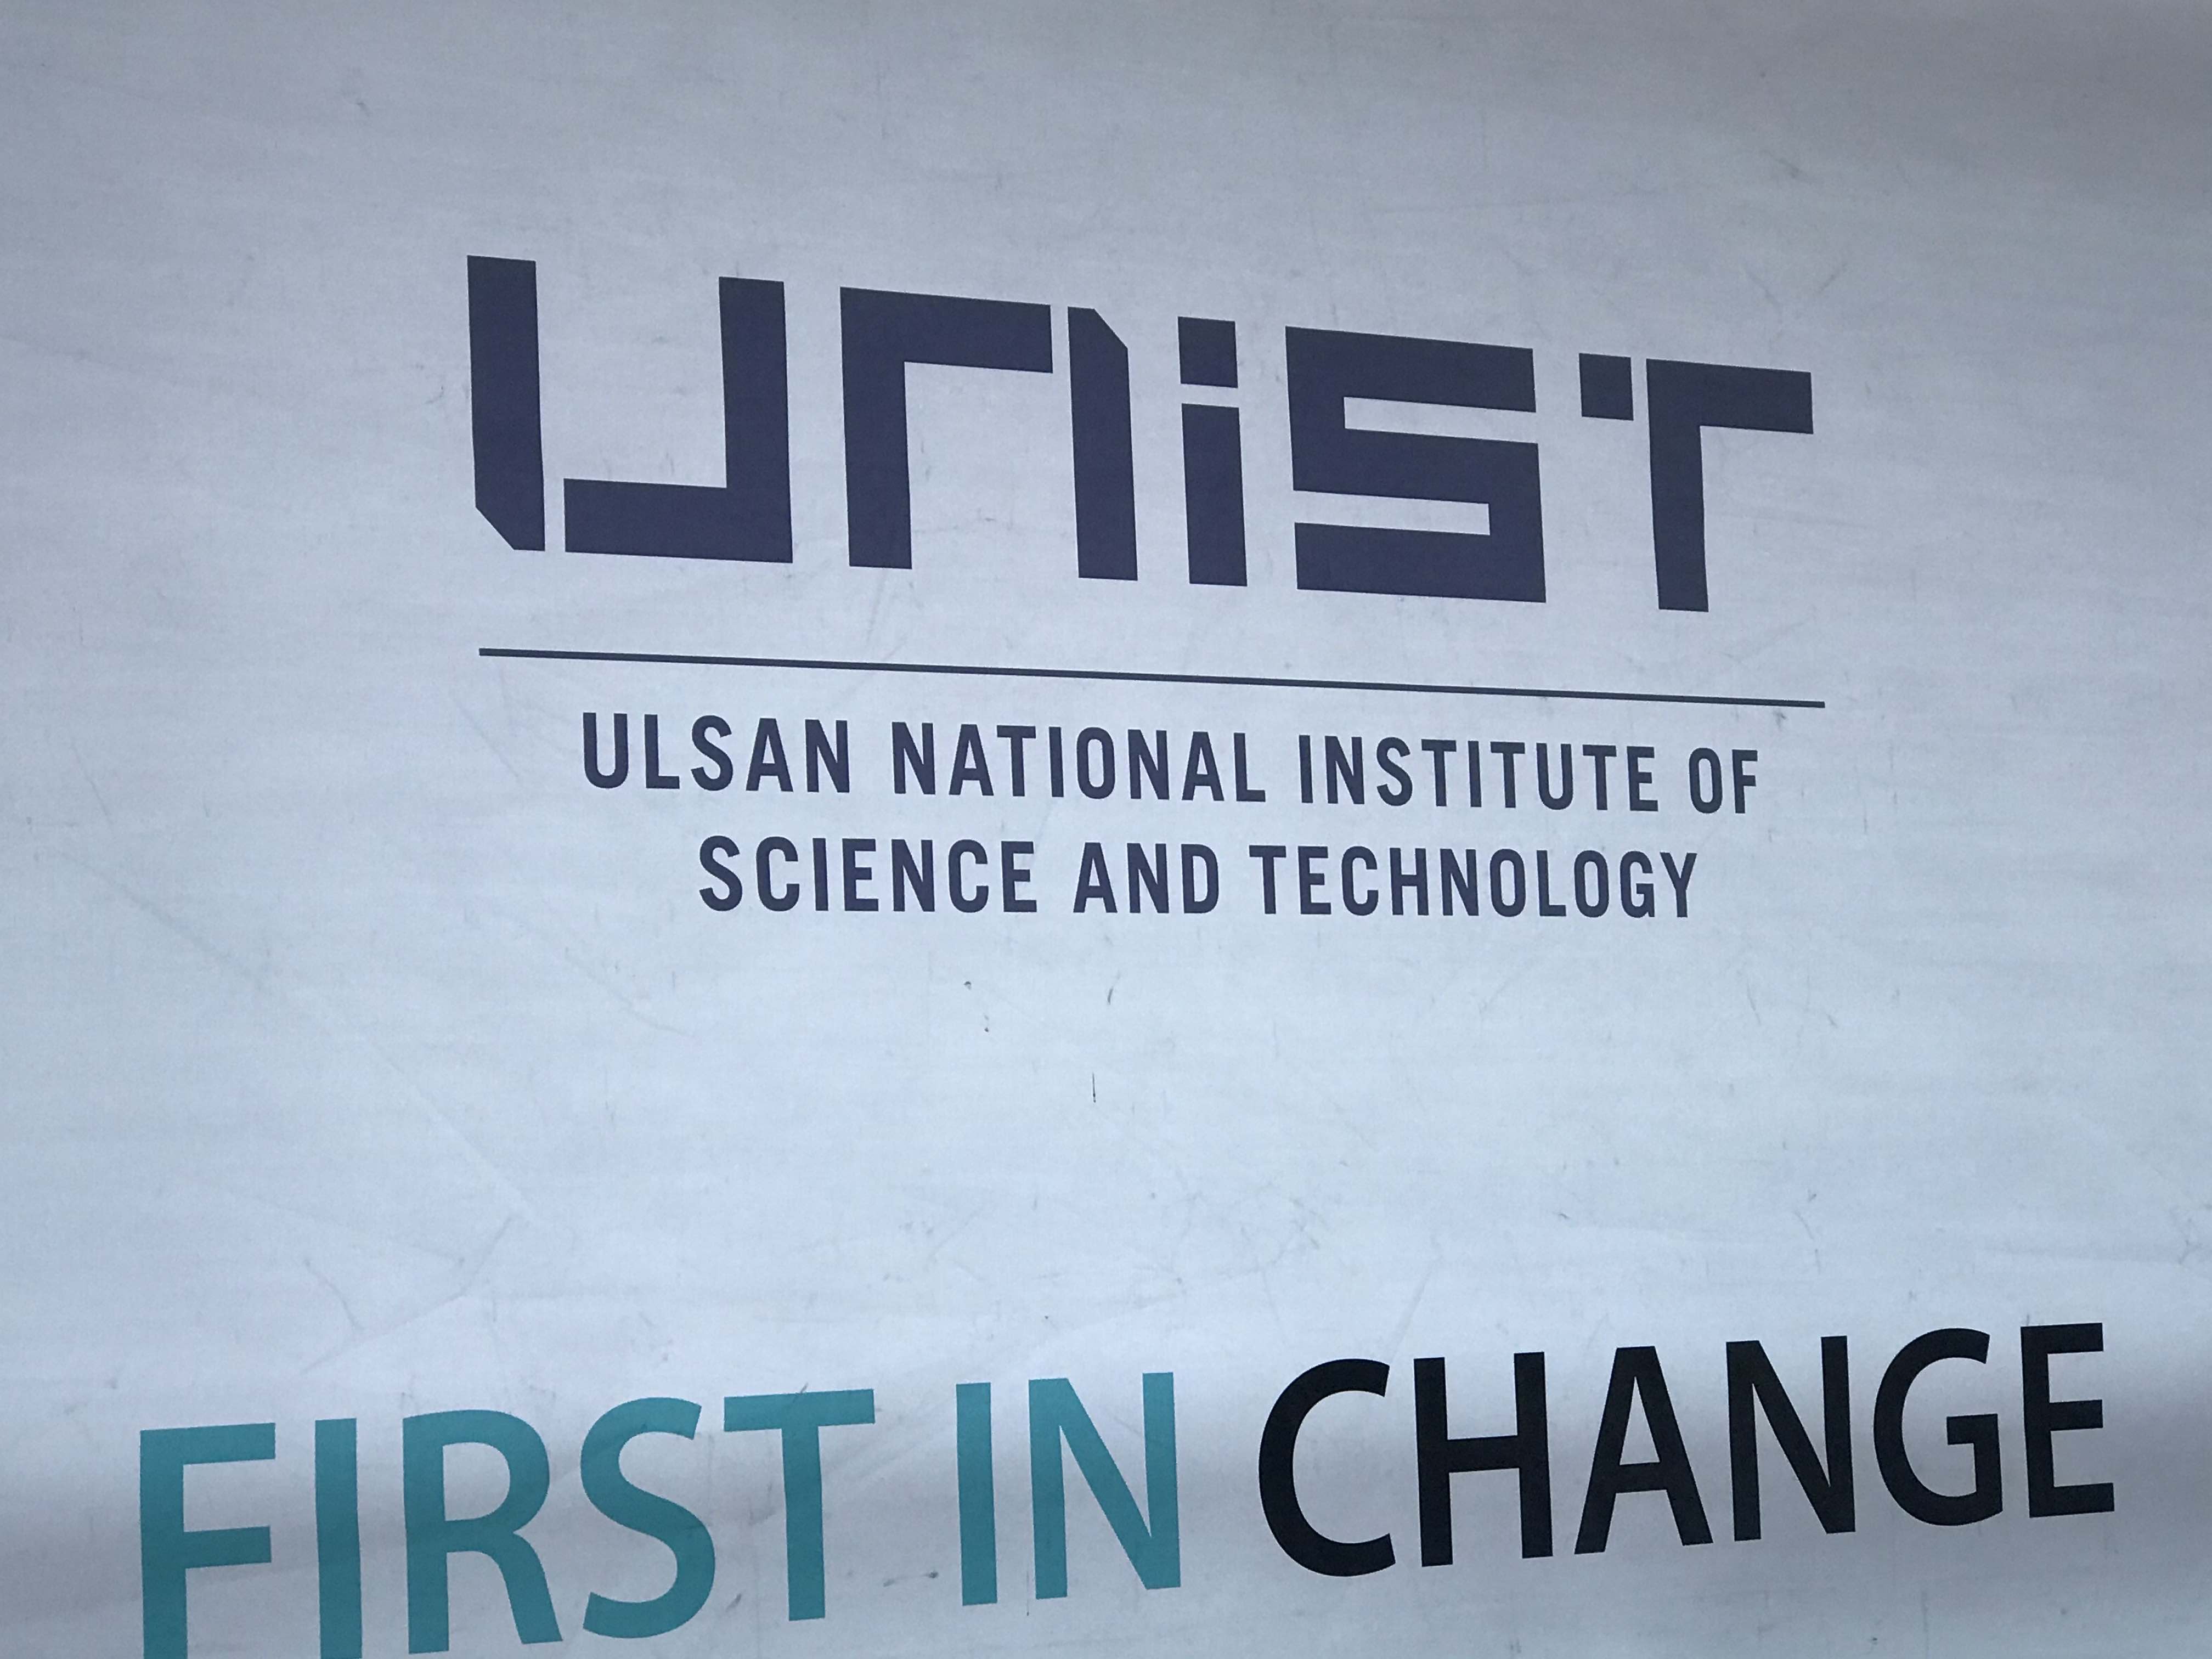 UNIST
ULSAN NATIONAL INSTITUTE OF
SCIENCE AND TECHNOLOGY
FIRST IN CHANGE